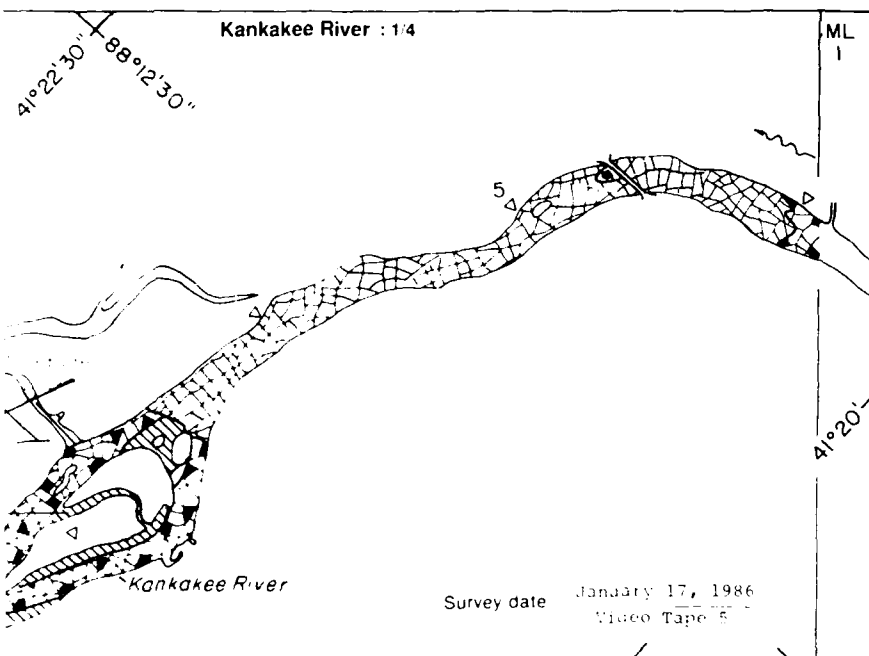 Kankakee River : 1/4
ML
1
41°22'30"
88°12'30"
5
41°20'
Kankakee River
Survey date January 17, 1986
Video Tape 5